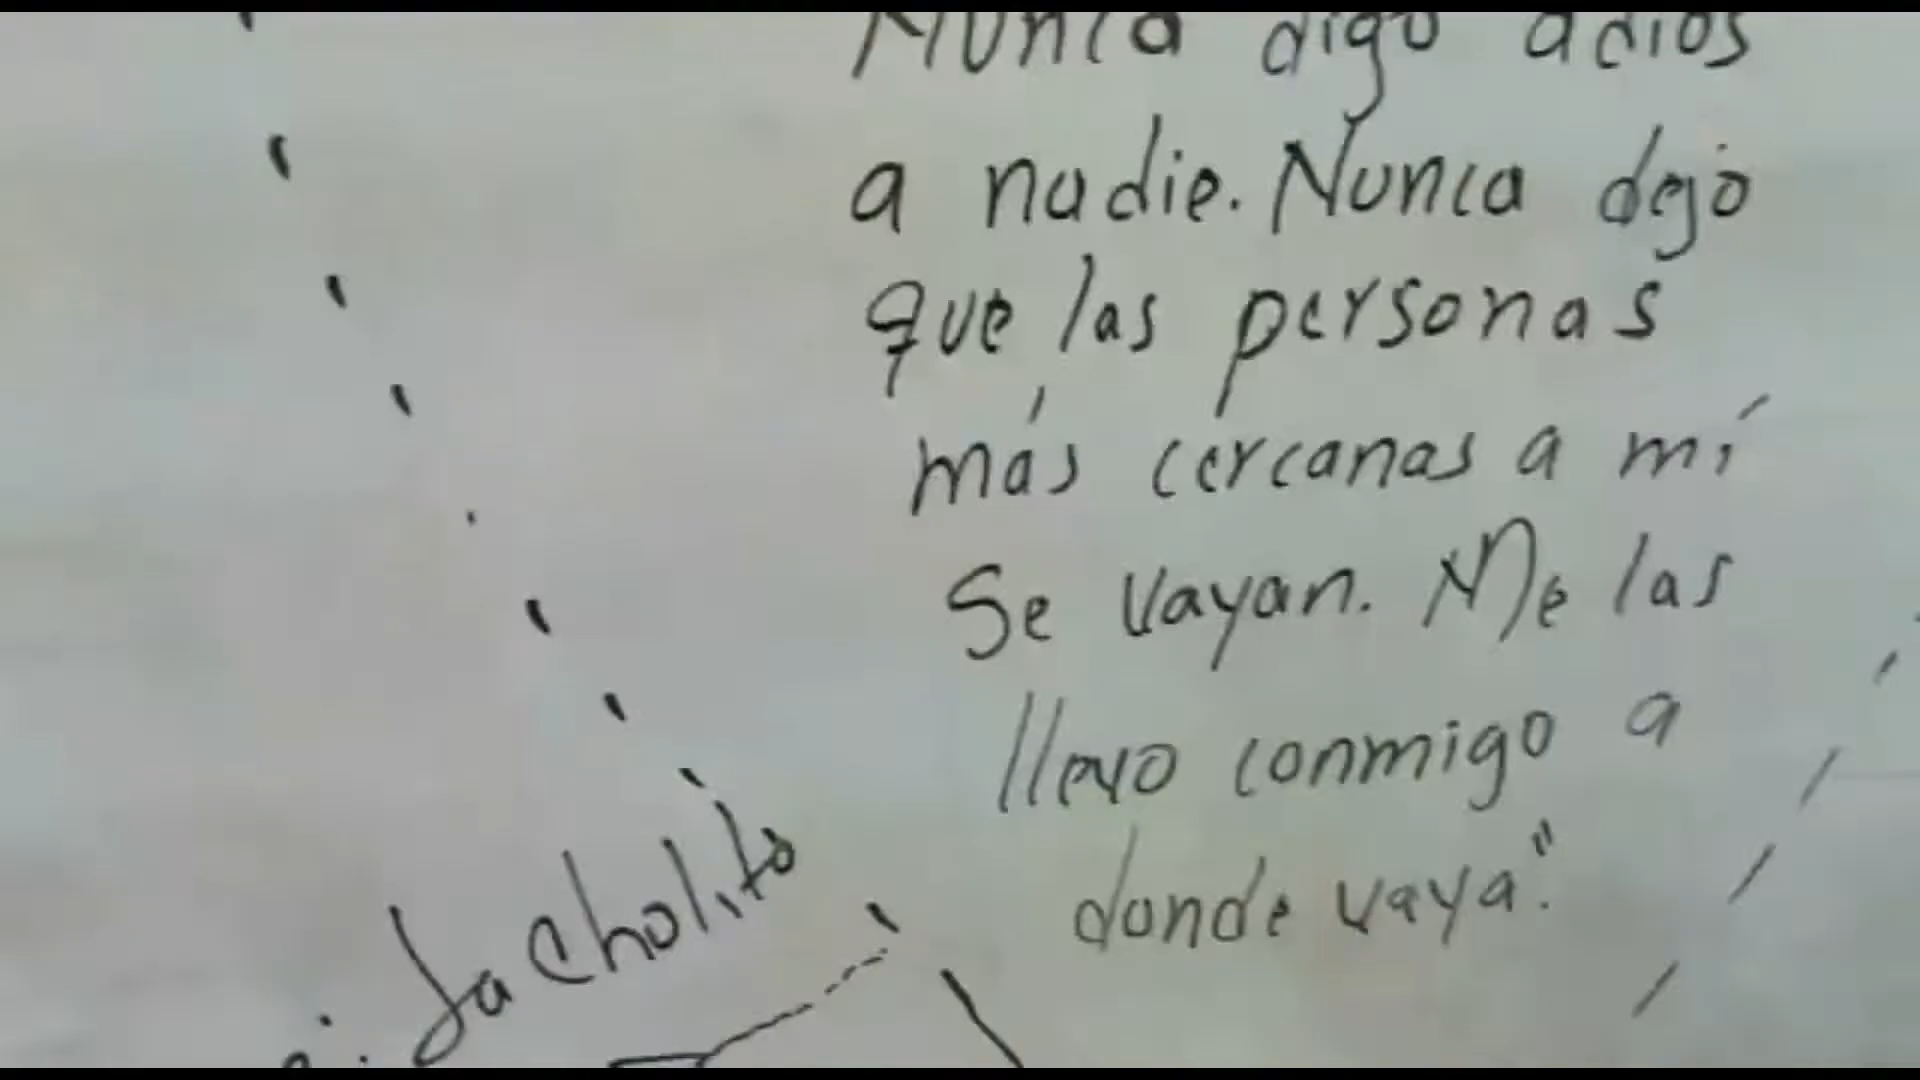 Nunca digo adios
a nadie. Nunca dejo
que las personas
más cercanas a mí
Se vayan. Me las
llevo conmigo a
donde vaya."
Jacholito